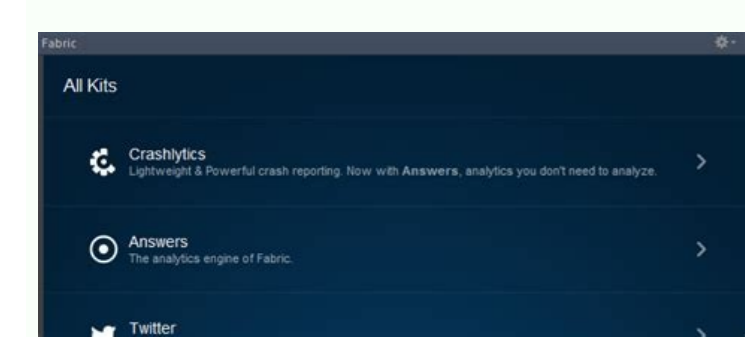 Fabric
All Kits
Crashlytics
Lightweight & Powerful crash reporting. Now with Answers, analytics you don't need to analyze.
Answers
The analytics engine of Fabric.
Twitter